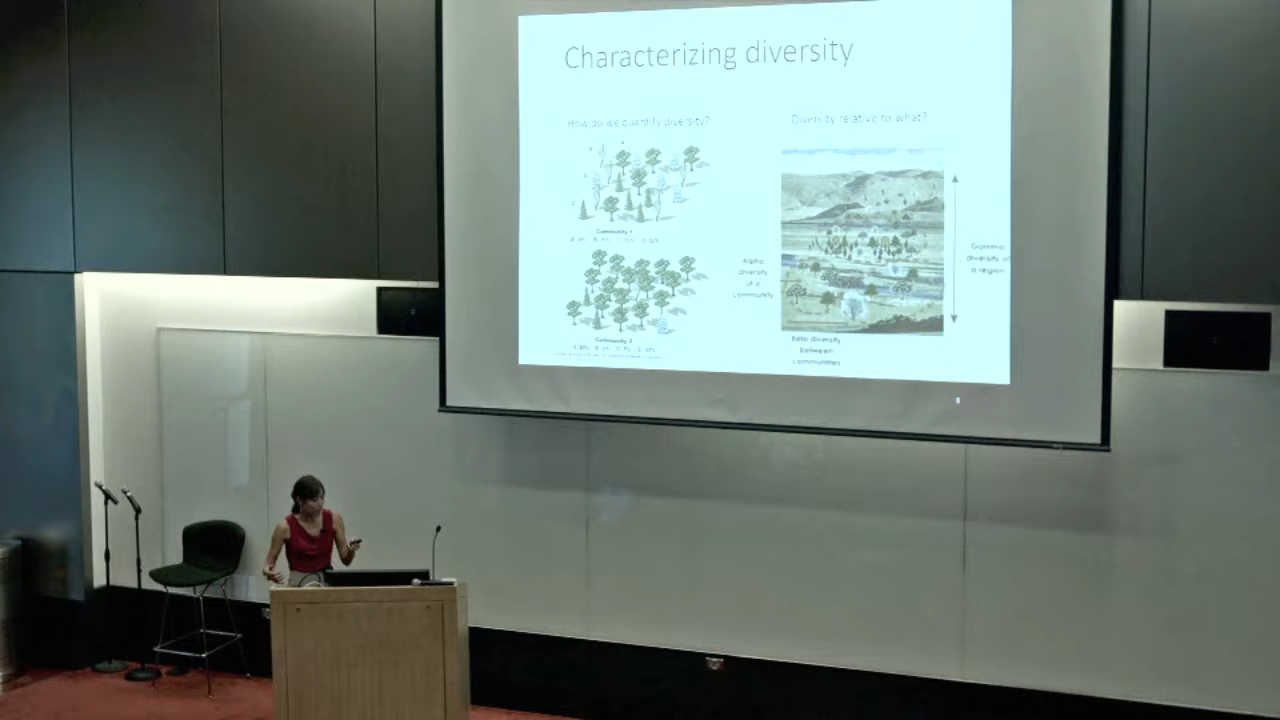 Characterizing diversity
How do we quantify diversity?
Diversity relative to what?
Community 1
Community 2
Alpha
diversity
of a
community
Gamma
diversity of
a region
Beta diversity
between
communities